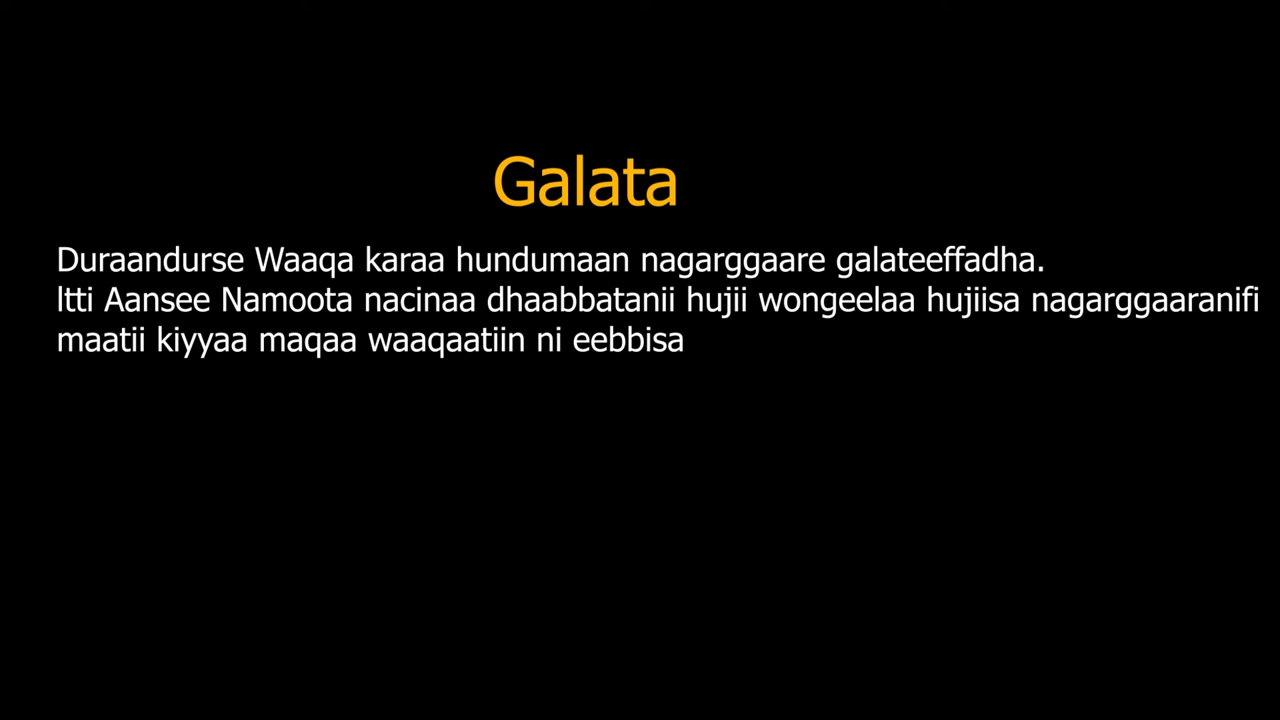 Galata
Duraandurse Waaqa karaa hundumaan nagarggaare galateeffadha.
ltti Aansee Namoota nacinaa dhaabbatanii hujii wongeelaa hujiisa nagarggaaranifi
maatii kiyyaa maqaa waaqaatiin ni eebbisa